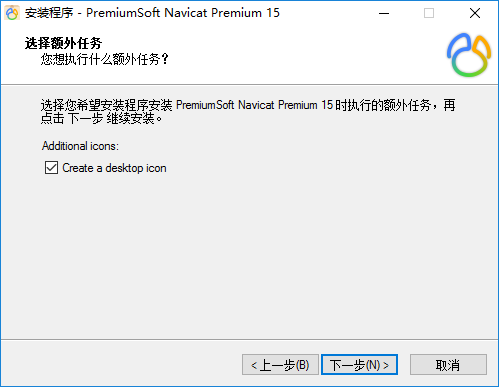 安装程序 - PremiumSoft Navicat Premium 15
选择额外任务
您想执行什么额外任务？
选择您希望安装程序安装 PremiumSoft Navicat Premium 15 时执行的额外任务，再
点击 下一步 继续安装。
Additional icons:
Create a desktop icon
< 上一步(B)
下一步(N) >
取消